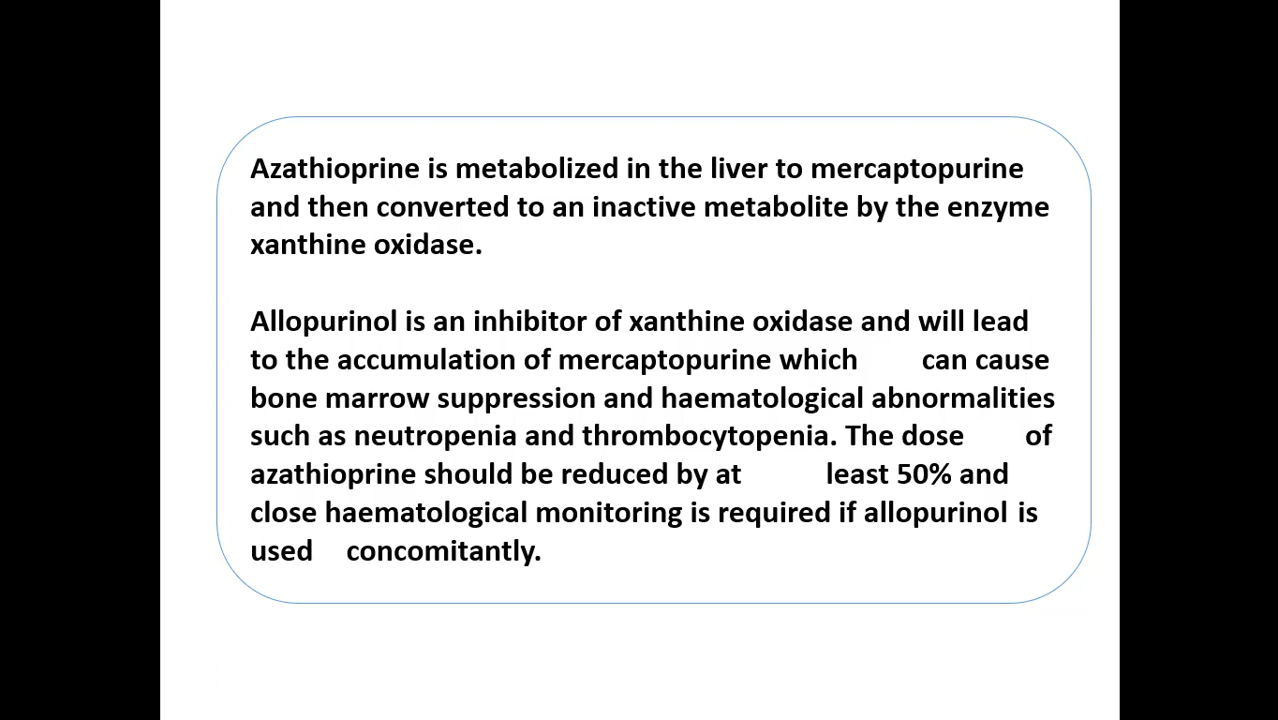 Azathioprine is metabolized in the liver to mercaptopurine
and then converted to an inactive metabolite by the enzyme
xanthine oxidase.
Allopurinol is an inhibitor of xanthine oxidase and will lead
to the accumulation of mercaptopurine which can cause
bone marrow suppression and haematological abnormalities
such as neutropenia and thrombocytopenia. The dose of
azathioprine should be reduced by at least 50% and
close haematological monitoring is required if allopurinol is
used concomitantly.